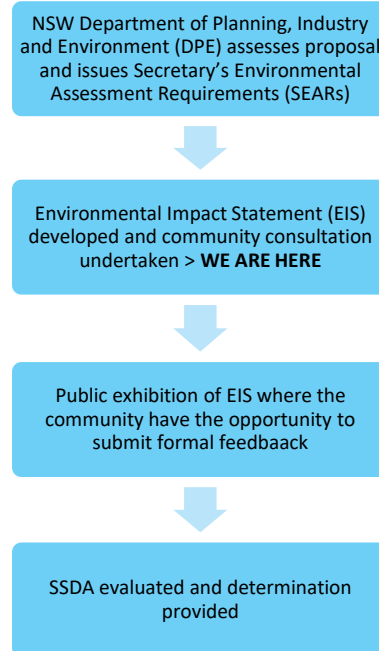 NSW Department of Planning, Industry
and Environment (DPE) assesses proposal
and issues Secretary's Environmental
Assessment Requirements (SEARs)
Environmental Impact Statement (EIS)
developed and community consultation
undertaken > WE ARE HERE
Public exhibition of EIS where the
community have the opportunity to
submit formal feedbaack
SSDA evaluated and determination
provided